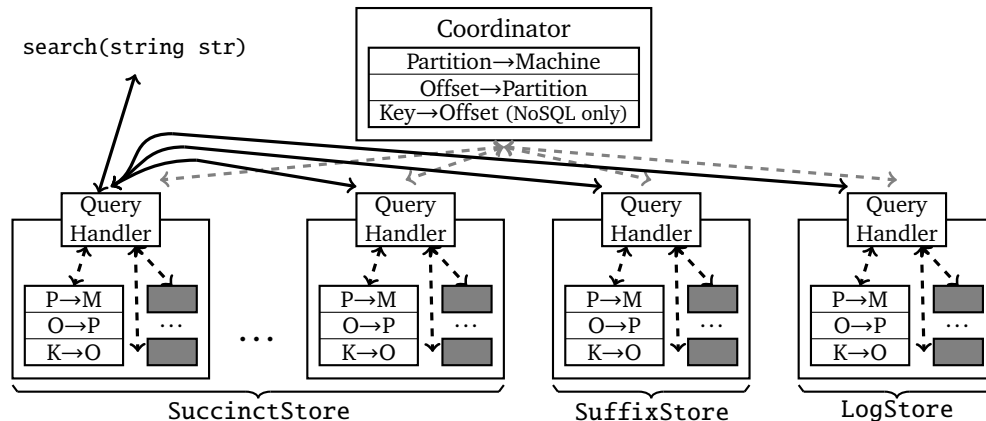 Coordinator
search(string str)
Partition→Machine
Offset→Partition
Key→Offset (NoSQL only)
Query Handler
Query Handler
Query Handler
Query Handler
P→M
O→P
K→O
...
...
P→M
O→P
K→O
...
P→M
O→P
K→O
...
P→M
O→P
K→O
...
SuccinctStore
SuffixStore
LogStore